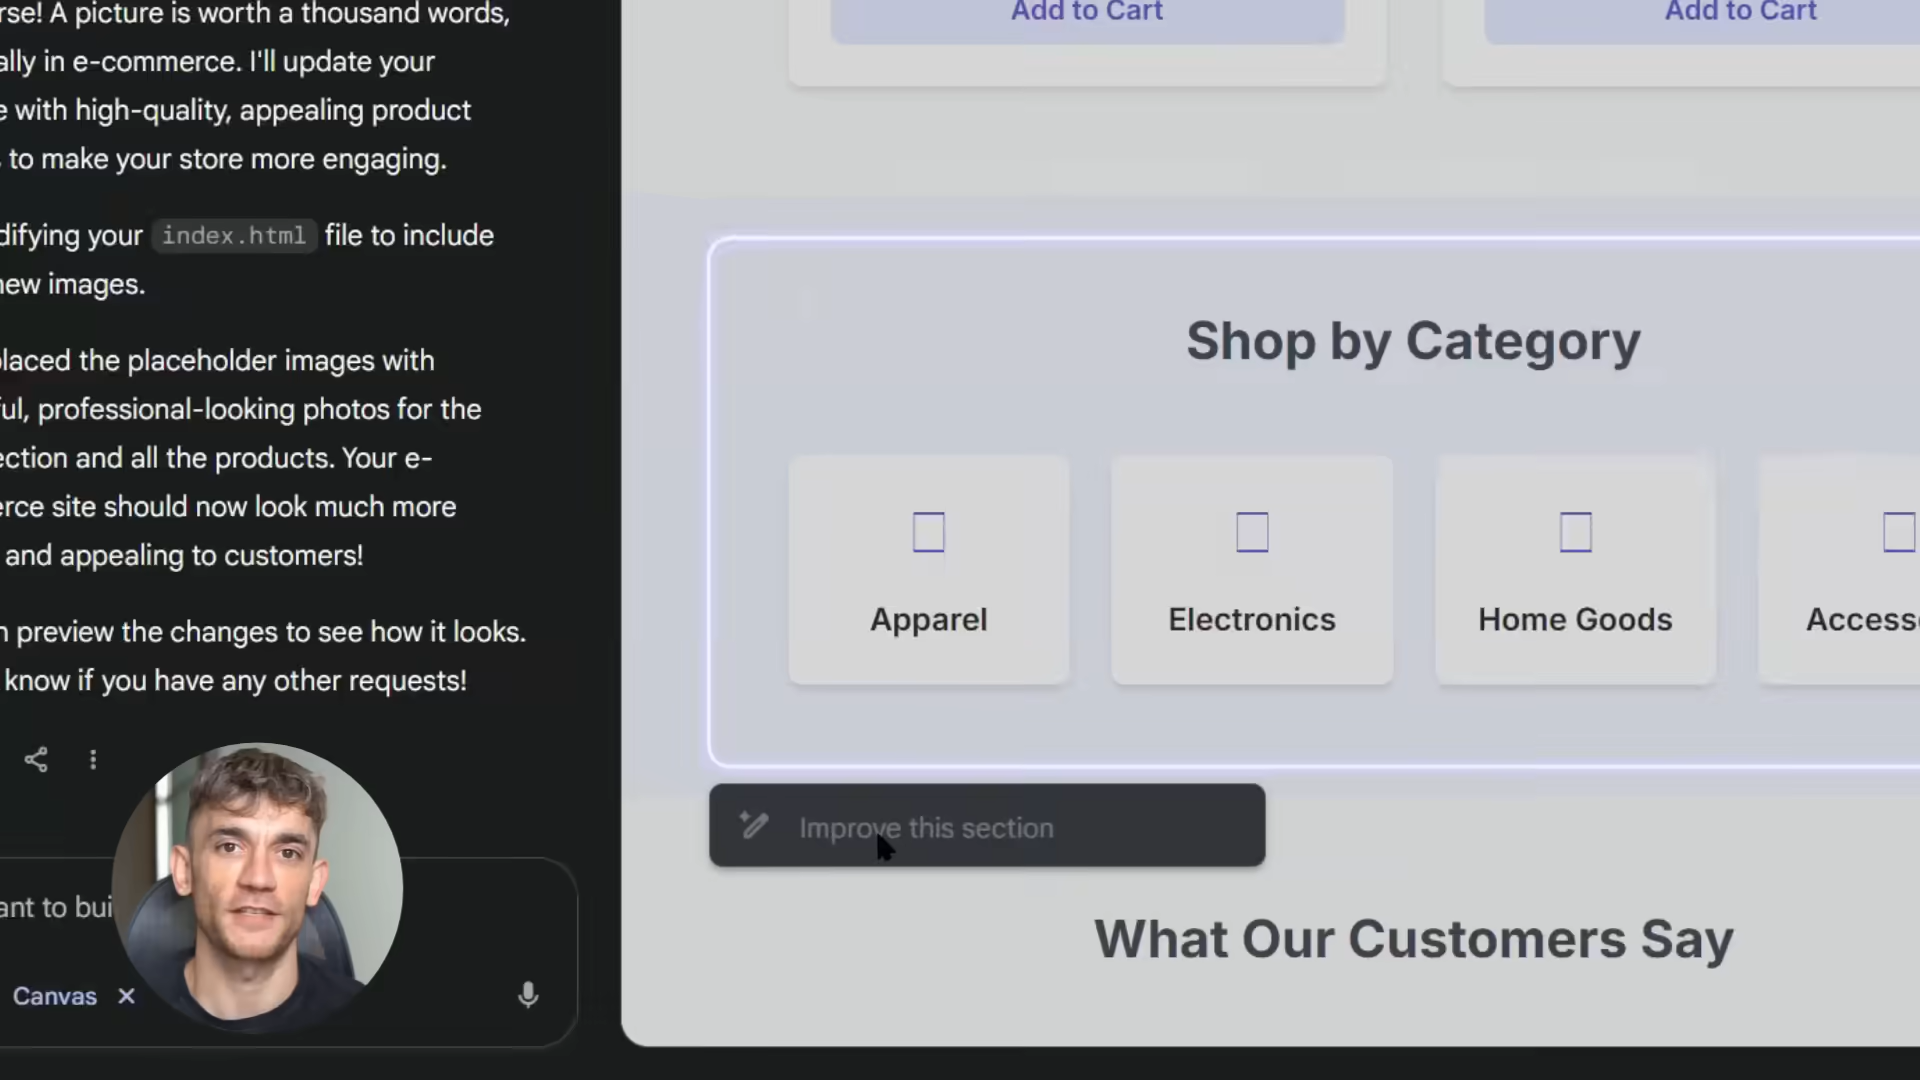 rse! A picture is worth a thousand words,
ally in e-commerce. I'll update your
e with high-quality, appealing product
to make your store more engaging.
difying your index.html file to include
new images.
placed the placeholder images with
ful, professional-looking photos for the
ection and all the products. Your e-
erce site should now look much more
and appealing to customers!
n preview the changes to see how it looks.
know if you have any other requests!
ant to bui
Canvas
Add to Cart
Add to Cart
Shop by Category
Apparel
Electronics
Home Goods
Access
Improve this section
What Our Customers Say